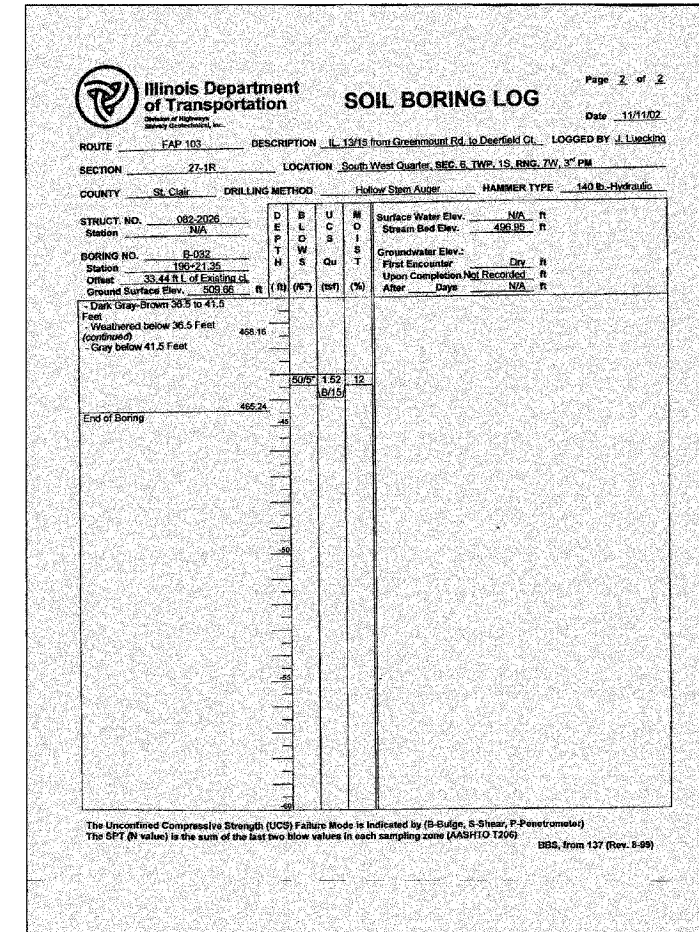 Illinois Department
of Transportation
Division of Highways
Shively Geotechnical, Inc.
SOIL BORING LOG
Page 2 of 2
Date 11/11/02
ROUTE FAP 103 DESCRIPTION IL. 13/15 from Greenmount Rd. to Deerfield Ct. LOGGED BY J. Luecking
SECTION 27-1R LOCATION South West Quarter, SEC. 6, TWP. 1S, RNG. 7W, 3rd PM
COUNTY St. Clair DRILLING METHOD Hollow Stem Auger HAMMER TYPE 140 lb.-Hydraulic
STRUCT. NO. 082-2026
Station N/A
BORING NO. B-032
Station 196+21.35
Offset 33.44 ft L of Existing cL
Ground Surface Elev. 509.66 ft
DEPTH (ft)
BLOWS (/6")
UCS Qu (tsf)
MOIST (%)
Surface Water Elev. N/A ft
Stream Bed Elev. 496.95 ft
Groundwater Elev.:
First Encounter Dry ft
Upon Completion Not Recorded ft
After Days N/A ft
- Dark Gray-Brown 36.5 to 41.5
Feet
- Weathered below 36.5 Feet
(continued) 468.16
- Gray below 41.5 Feet
50/5" 1.52 12
B/15
465.24
End of Boring
-45
-50
-55
-60
The Unconfined Compressive Strength (UCS) Failure Mode is indicated by (B-Bulge, S-Shear, P-Penetrometer)
The SPT (N value) is the sum of the last two blow values in each sampling zone (AASHTO T206)
BBS, from 137 (Rev. 8-99)